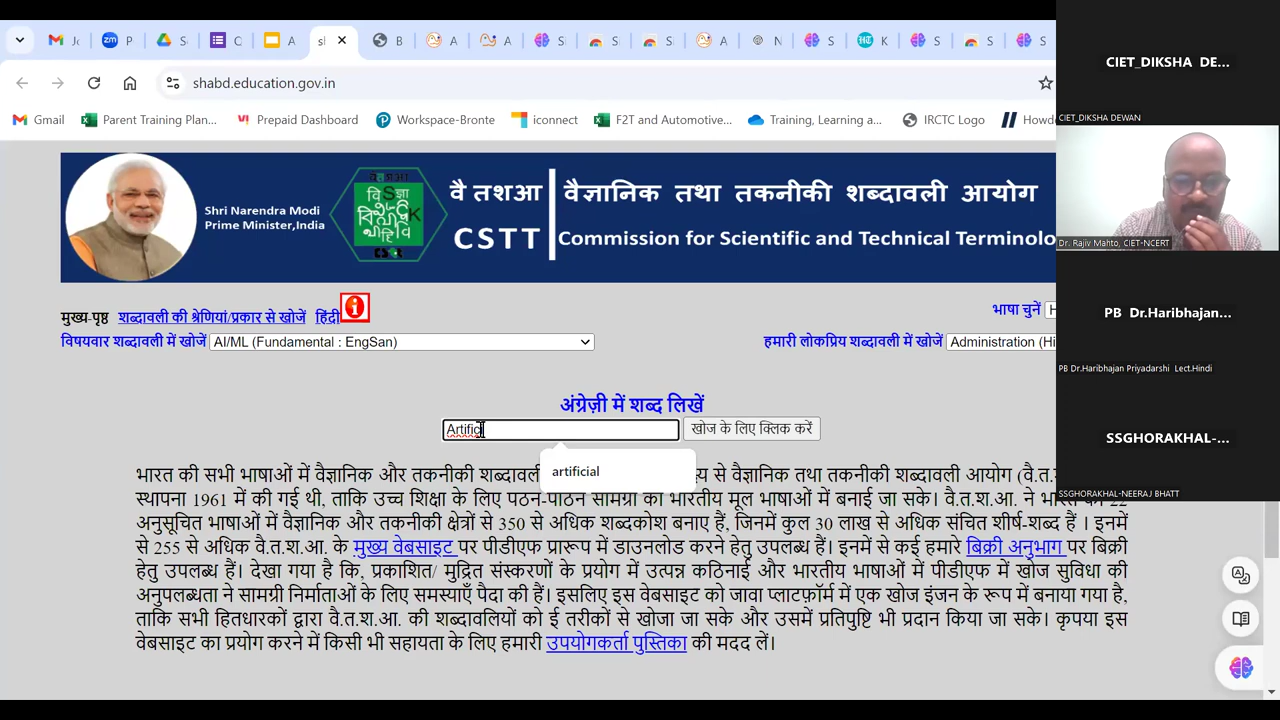 shabd.education.gov.in
Gmail Parent Training Plan... Prepaid Dashboard Workspace-Bronte iconnect F2T and Automotive... Training, Learning a... IRCTC Logo Howde
Shri Narendra Modi
Prime Minister,India
वै तशआ
CSTT
वैज्ञानिक तथा तकनीकी शब्दावली आयोग
Commission for Scientific and Technical Terminolo
मुख्य-पृष्ठ शब्दावली की श्रेणियां/प्रकार से खोजें हिंदी
भाषा चुनें H
विषयवार शब्दावली में खोजें AI/ML (Fundamental : EngSan)
हमारी लोकप्रिय शब्दावली में खोजें Administration (Hi
अंग्रेज़ी में शब्द लिखें
Artific खोज के लिए क्लिक करें
artificial
भारत की सभी भाषाओं में वैज्ञानिक और तकनीकी शब्दावली से वैज्ञानिक तथा तकनीकी शब्दावली आयोग (वै.त.
स्थापना 1961 में की गई थी, ताकि उच्च शिक्षा के लिए पठन-पाठन सामग्री को भारतीय मूल भाषाओं में बनाई जा सके। वै.त.श.आ. ने 22
अनुसूचित भाषाओं में वैज्ञानिक और तकनीकी क्षेत्रों से 350 से अधिक शब्दकोश बनाए हैं, जिनमें कुल 30 लाख से अधिक संचित शीर्ष-शब्द हैं । इनमें
से 255 से अधिक वै.त.श.आ. के मुख्य वेबसाइट पर पीडीएफ प्रारूप में डाउनलोड करने हेतु उपलब्ध हैं। इनमें से कई हमारे बिक्री अनुभाग पर बिक्री
हेतु उपलब्ध हैं। देखा गया है कि, प्रकाशित/ मुद्रित संस्करणों के प्रयोग में उत्पन्न कठिनाई और भारतीय भाषाओं में पीडीएफ में खोज सुविधा की
अनुपलब्धता ने सामग्री निर्माताओं के लिए समस्याएँ पैदा की हैं। इसलिए इस वेबसाइट को जावा प्लाटफ़ॉर्म में एक खोज इंजन के रूप में बनाया गया है,
ताकि सभी हितधारकों द्वारा वै.त.श.आ. की शब्दावलियों को ई तरीकों से खोजा जा सके और उसमें प्रतिपुष्टि भी प्रदान किया जा सके। कृपया इस
वेबसाइट का प्रयोग करने में किसी भी सहायता के लिए हमारी उपयोगकर्ता पुस्तिका की मदद लें।
CIET_DIKSHA DE...
CIET_DIKSHA DEWAN
Dr. Rajiv Mahto, CIET-NCERT
PB Dr.Haribhajan...
PB Dr.Haribhajan Priyadarshi Lect.Hindi
SSGHORAKHAL-...
SSGHORAKHAL-NEERAJ BHATT